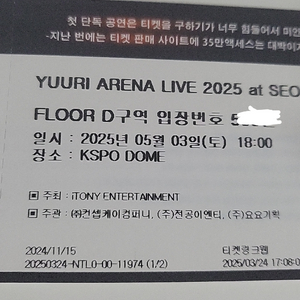 첫 단독 공연은 티켓을 구하기가 너무 힘들어서 미안
-지난 번에는 티켓 판매 사이트에 35만액세스는 대박이
YUURI ARENA LIVE 2025 at SEO
FLOOR D구역 입장번호
일시 : 2025년 05월 03일(토) 18:00
장소 : KSPO DOME
▣ 주최 : iTONY ENTERTAINMENT
▣ 주관 : ㈜컨셉케이컴퍼니, (주)전공이엔티, (주)요요기획
2024/11/15 티켓링크웹
20250324-NTL0-00-11974 (1/2) 2025/03/24 17:08:0